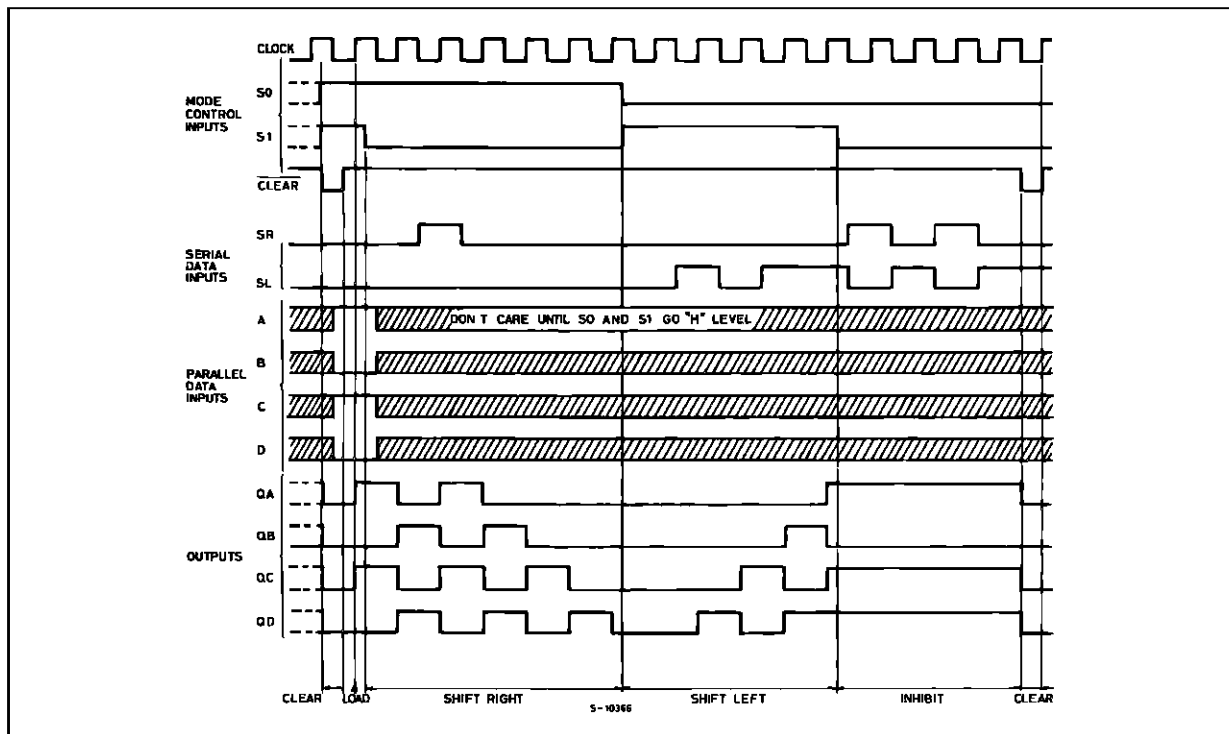 CLOCK
MODE
CONTROL
INPUTS
S0
S1
CLEAR
SERIAL
DATA
INPUTS
SR
SL
PARALLEL
DATA
INPUTS
A
DON T CARE UNTIL S0 AND S1 GO "H" LEVEL
B
C
D
OUTPUTS
QA
QB
QC
QD
CLEAR LOAD SHIFT RIGHT SHIFT LEFT INHIBIT CLEAR
S-10366